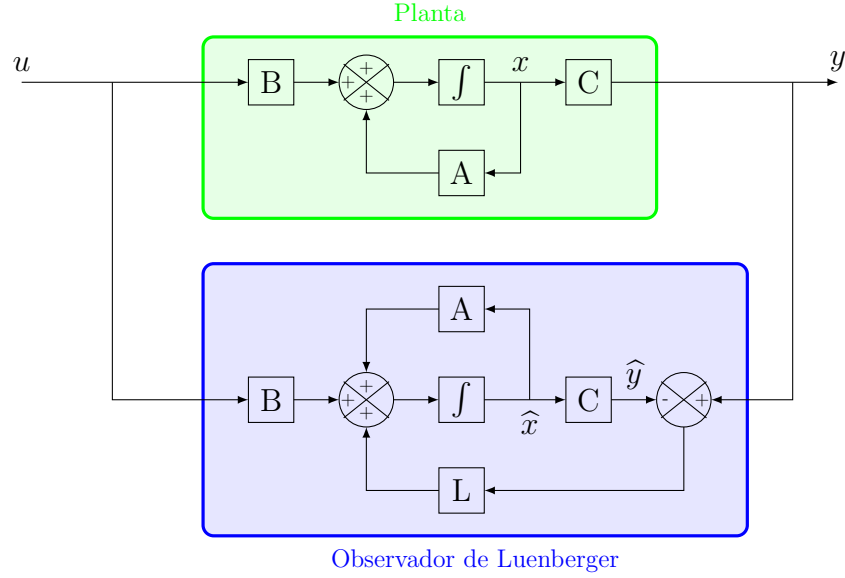 Planta
u
y
B
+
+
+
∫
x
C
A
A
B
+
+
+
∫
x̂
C
ŷ
-
+
L
Observador de Luenberger